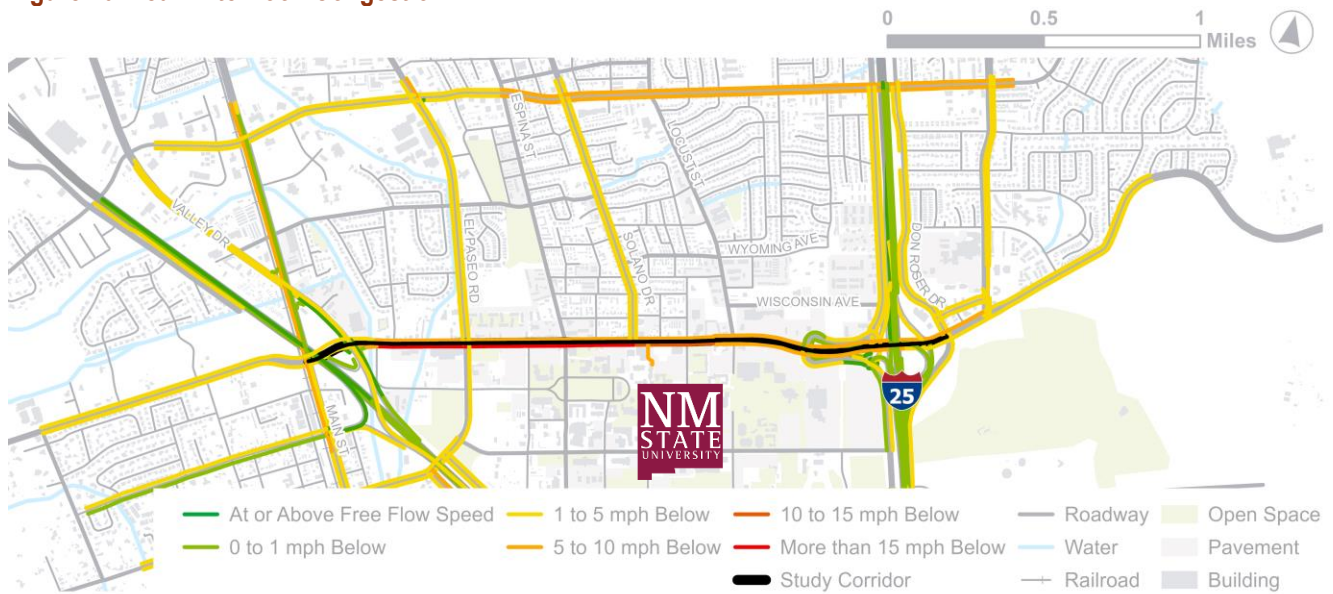 0 0.5 1
Miles
ESPINA ST
LOCUST ST
VALLEY DR
EL PASEO RD
SOLANO DR
WYOMING AVE
DON ROSER DR
WISCONSIN AVE
25
MAIN ST
NM
STATE
UNIVERSITY
At or Above Free Flow Speed 1 to 5 mph Below 10 to 15 mph Below Roadway Open Space
0 to 1 mph Below 5 to 10 mph Below More than 15 mph Below Water Pavement
Study Corridor Railroad Building